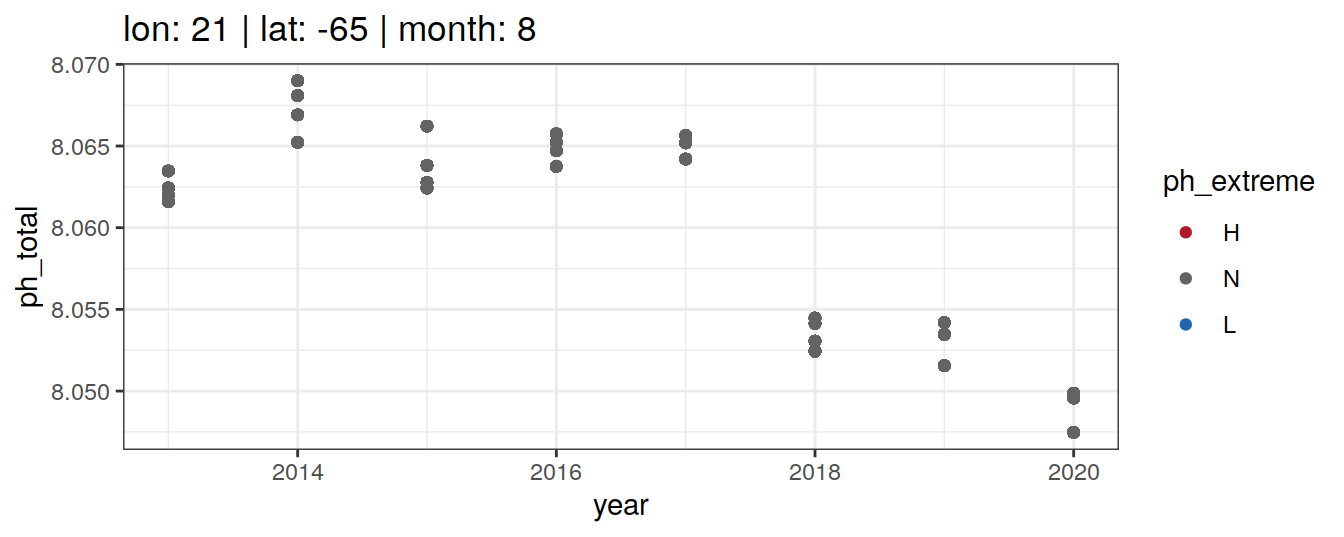 lon: 21 | lat: -65 | month: 8
8.070
8.065
8.060
8.055
8.050
ph_total
2014
2016
2018
2020
year
ph_extreme
H
N
L